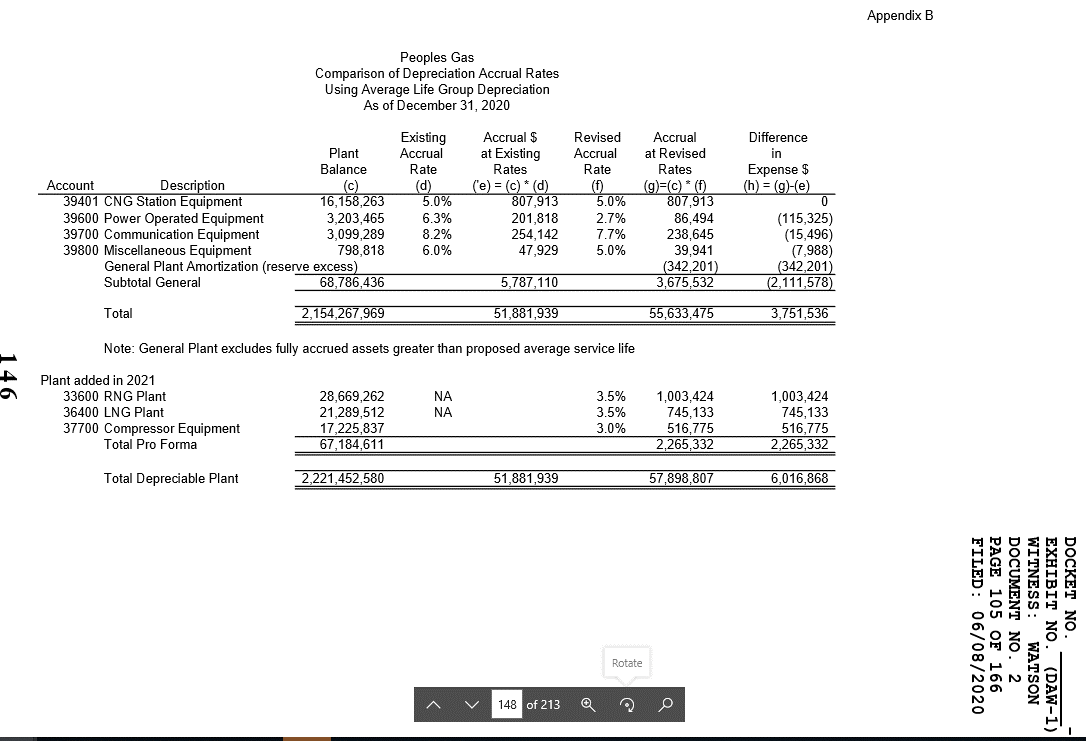 Appendix B
Peoples Gas
Comparison of Depreciation Accrual Rates
Using Average Life Group Depreciation
As of December 31, 2020
Existing Accrual $ Revised Accrual Difference
Plant Accrual at Existing Accrual at Revised in
Balance Rate Rates Rate Rates Expense $
Account Description (c) (d) ('e) = (c) * (d) (f) (g)=(c) * (f) (h) = (g)-(e)
39401 CNG Station Equipment 16,158,263 5.0% 807,913 5.0% 807,913 0
39600 Power Operated Equipment 3,203,465 6.3% 201,818 2.7% 86,494 (115,325)
39700 Communication Equipment 3,099,289 8.2% 254,142 7.7% 238,645 (15,496)
39800 Miscellaneous Equipment 798,818 6.0% 47,929 5.0% 39,941 (7,988)
General Plant Amortization (reserve excess) (342,201) (342,201)
Subtotal General 68,786,436 5,787,110 3,675,532 (2,111,578)
Total 2,154,267,969 51,881,939 55,633,475 3,751,536
Note: General Plant excludes fully accrued assets greater than proposed average service life
Plant added in 2021
33600 RNG Plant 28,669,262 NA 3.5% 1,003,424 1,003,424
36400 LNG Plant 21,289,512 NA 3.5% 745,133 745,133
37700 Compressor Equipment 17,225,837 3.0% 516,775 516,775
Total Pro Forma 67,184,611 2,265,332 2,265,332
Total Depreciable Plant 2,221,452,580 51,881,939 57,898,807 6,016,868
146
DOCKET NO. ____
EXHIBIT NO. ____ (DAW-1)
WITNESS: WATSON
DOCUMENT NO. 2
PAGE 105 OF 166
FILED: 06/08/2020
Rotate
148 of 213